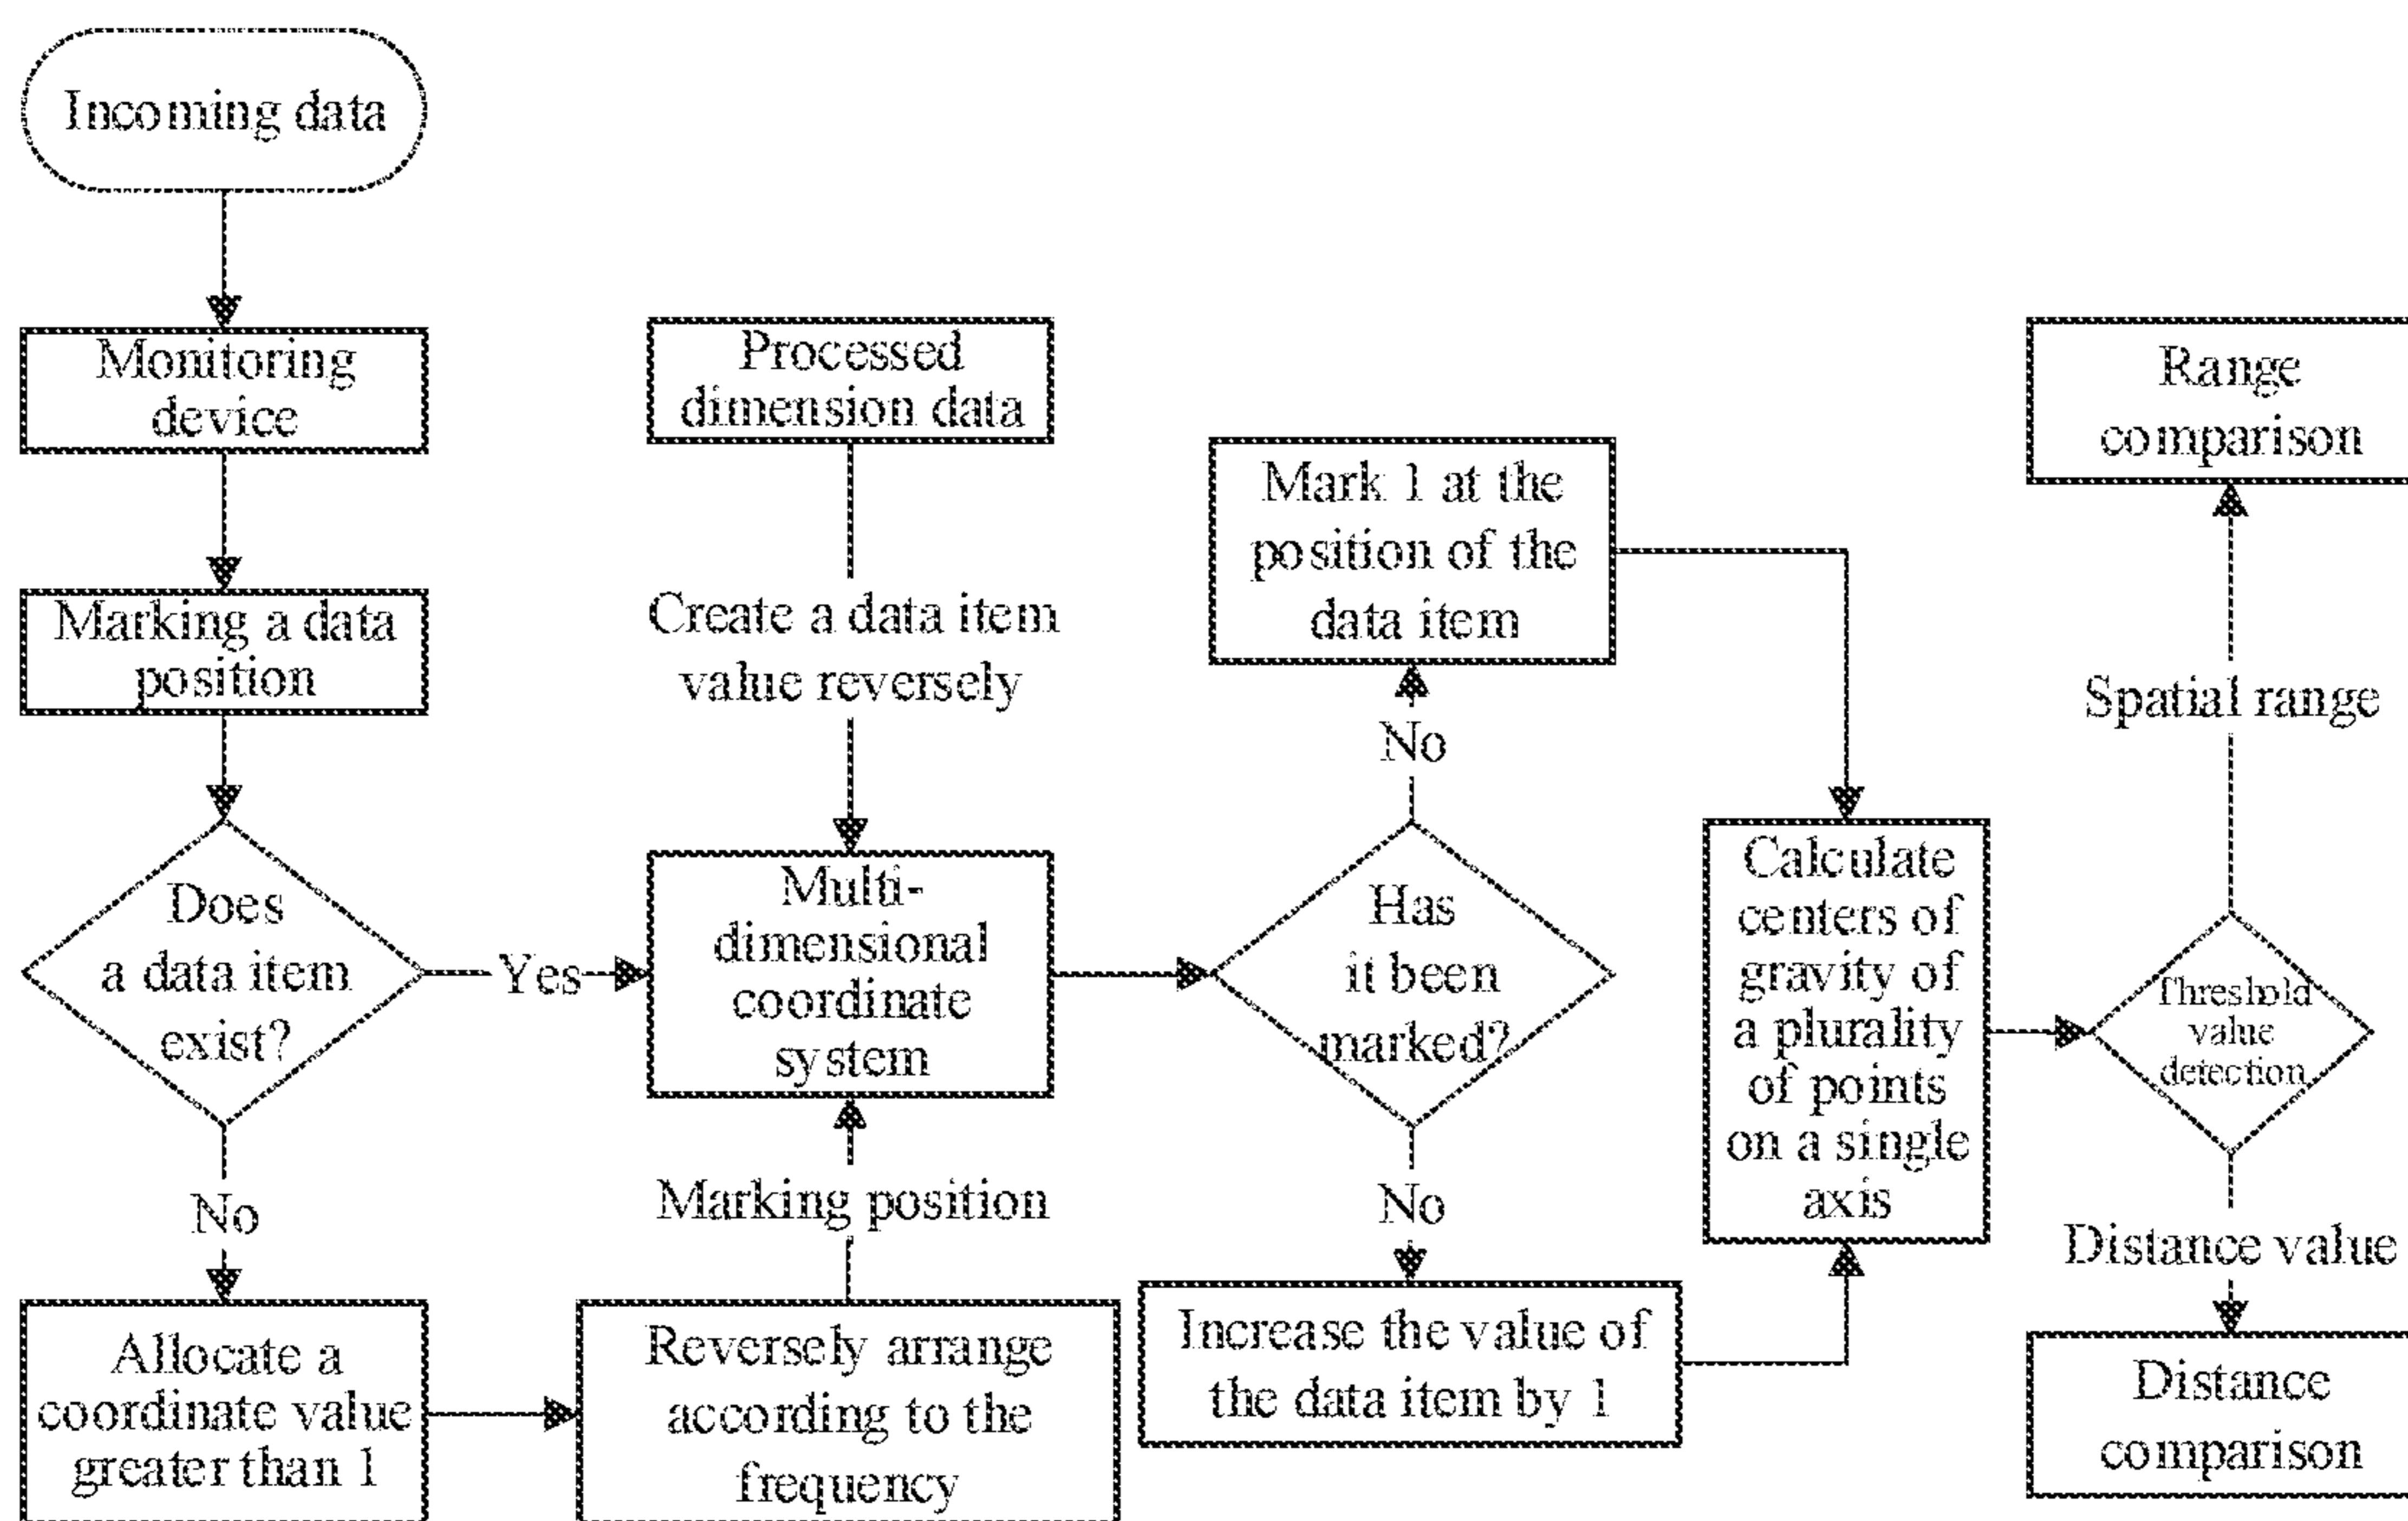 Incoming data
Monitoring
device
Marking a data
position
Does
a data item
exist?
Yes
No
Allocate a
coordinate value
greater than 1
Reversely arrange
according to the
frequency
Marking position
Processed
dimension data
Create a data item
value reversely
Multi-
dimensional
coordinate
system
Has
it been
marked?
No
Mark 1 at the
position of the
data item
No
Increase the value of
the data item by 1
Calculate
centers of
gravity of
a plurality
of points
on a single
axis
Threshold
value
detection
Spatial range
Range
comparison
Distance value
Distance
comparison